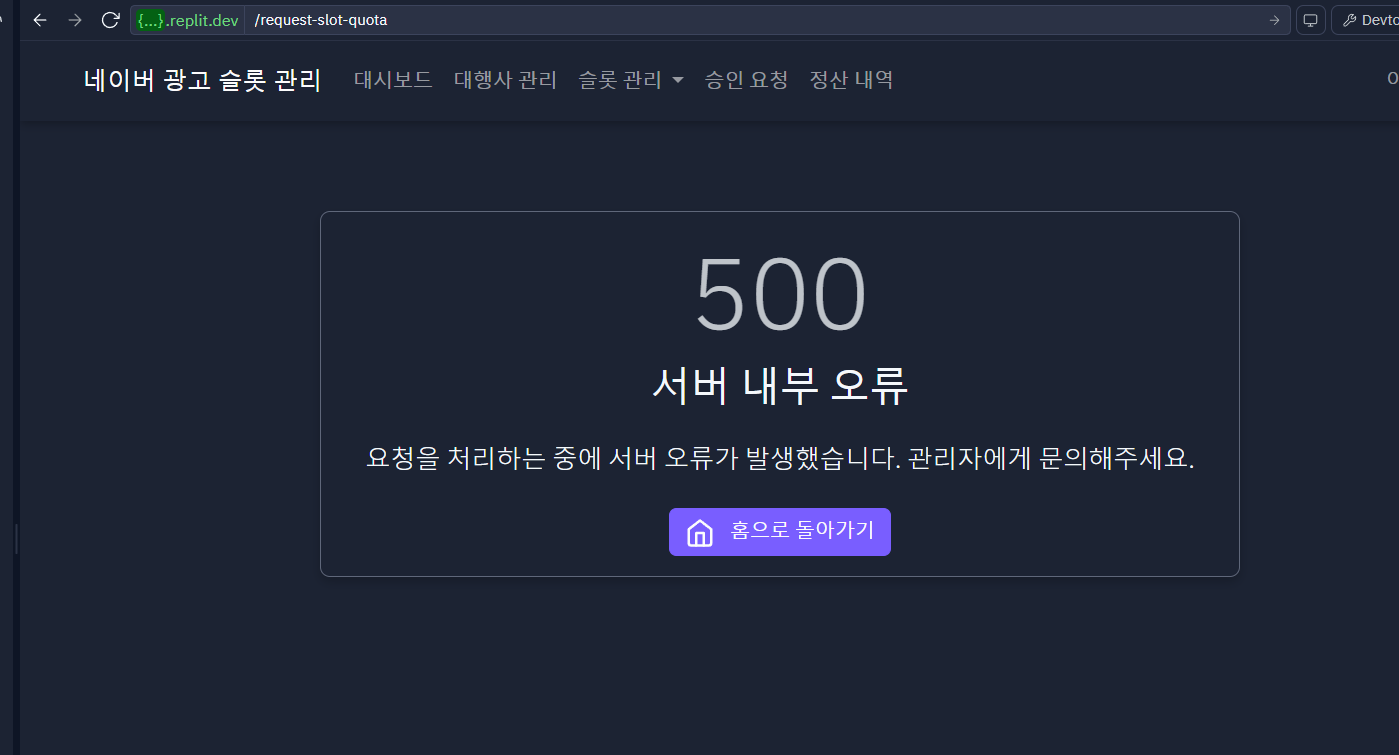 {...}.replit.dev /request-slot-quota
네이버 광고 슬롯 관리 대시보드 대행사 관리 슬롯 관리 승인 요청 정산 내역
500
서버 내부 오류
요청을 처리하는 중에 서버 오류가 발생했습니다. 관리자에게 문의해주세요.
홈으로 돌아가기